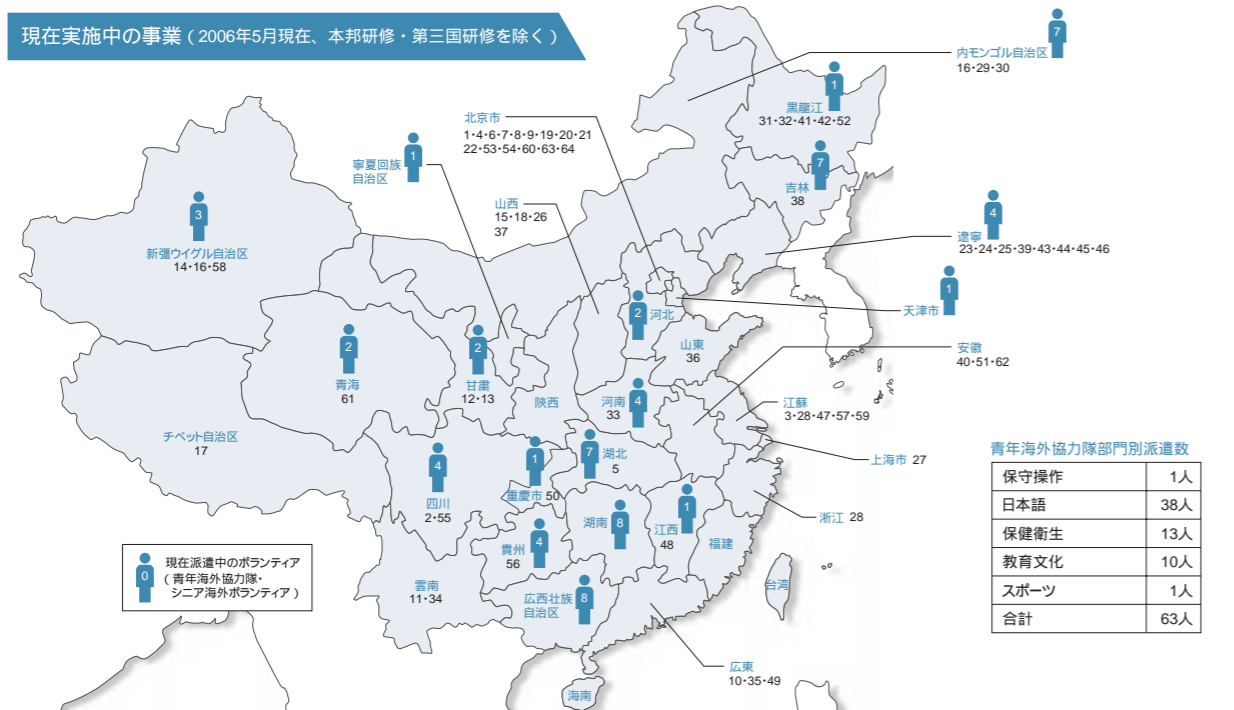 現在実施中の事業（2006年5月現在、本邦研修・第三国研修を除く）
7
内モンゴル自治区
16・29・30
1
黒龍江
31・32・41・42・52
北京市
1・4・6・7・8・9・19・20・21
22・53・54・60・63・64
1
寧夏回族
自治区
7
吉林
38
山西
15・18・26
37
3
新彊ウイグル自治区
14・16・58
4
遼寧
23・24・25・39・43・44・45・46
1
天津市
2
河北
山東
36
安徽
40・51・62
2
青海
61
2
甘粛
12・13
陝西
河南
4
33
江蘇
3・28・47・57・59
チベット自治区
17
上海市 27
4
四川
2・55
1
重慶市 50
7
湖北
5
浙江 28
湖南
8
1
江西
48
福建
4
貴州
56
台湾
雲南
11・34
広西壮族
自治区
8
広東
10・35・49
海南
0
現在派遣中のボランティア
（青年海外協力隊・
シニア海外ボランティア）
青年海外協力隊部門別派遣数
保守操作 1人
日本語 38人
保健衛生 13人
教育文化 10人
スポーツ 1人
合計 63人